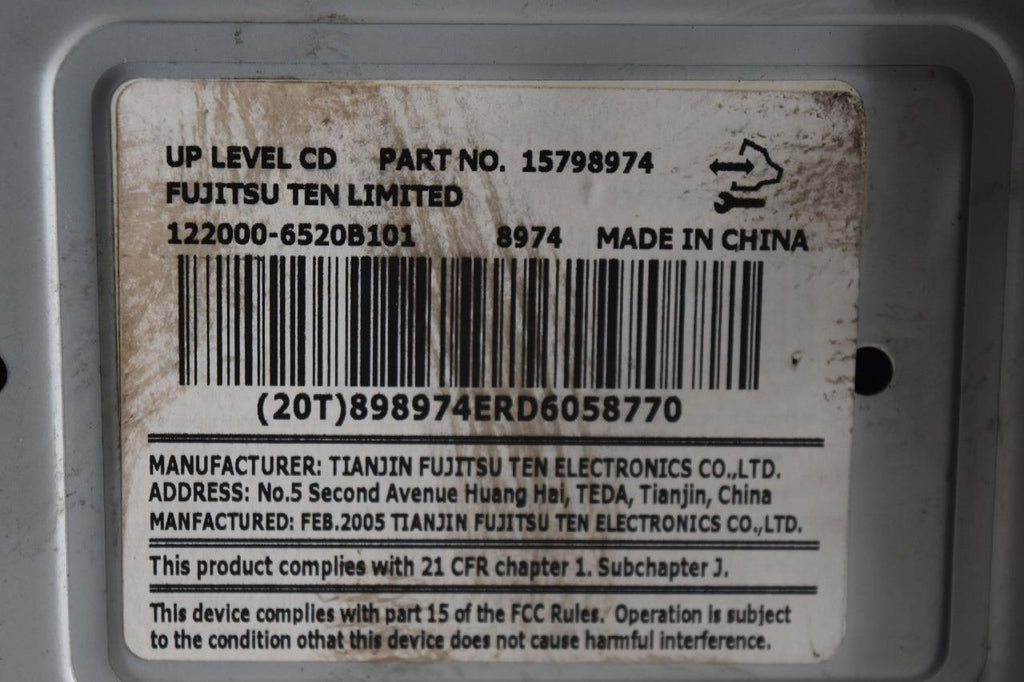 UP LEVEL CD PART NO. 15798974
FUJITSU TEN LIMITED
122000-6520B101 8974 MADE IN CHINA
(20T)898974ERD6058770
MANUFACTURER: TIANJIN FUJITSU TEN ELECTRONICS CO.,LTD.
ADDRESS: No.5 Second Avenue Huang Hai, TEDA, Tianjin, China
MANFACTURED: FEB.2005 TIANJIN FUJITSU TEN ELECTRONICS CO.,LTD.
This product complies with 21 CFR chapter 1. Subchapter J.
This device complies with part 15 of the FCC Rules. Operation is subject
to the condition othat this device does not cause harmful interference.